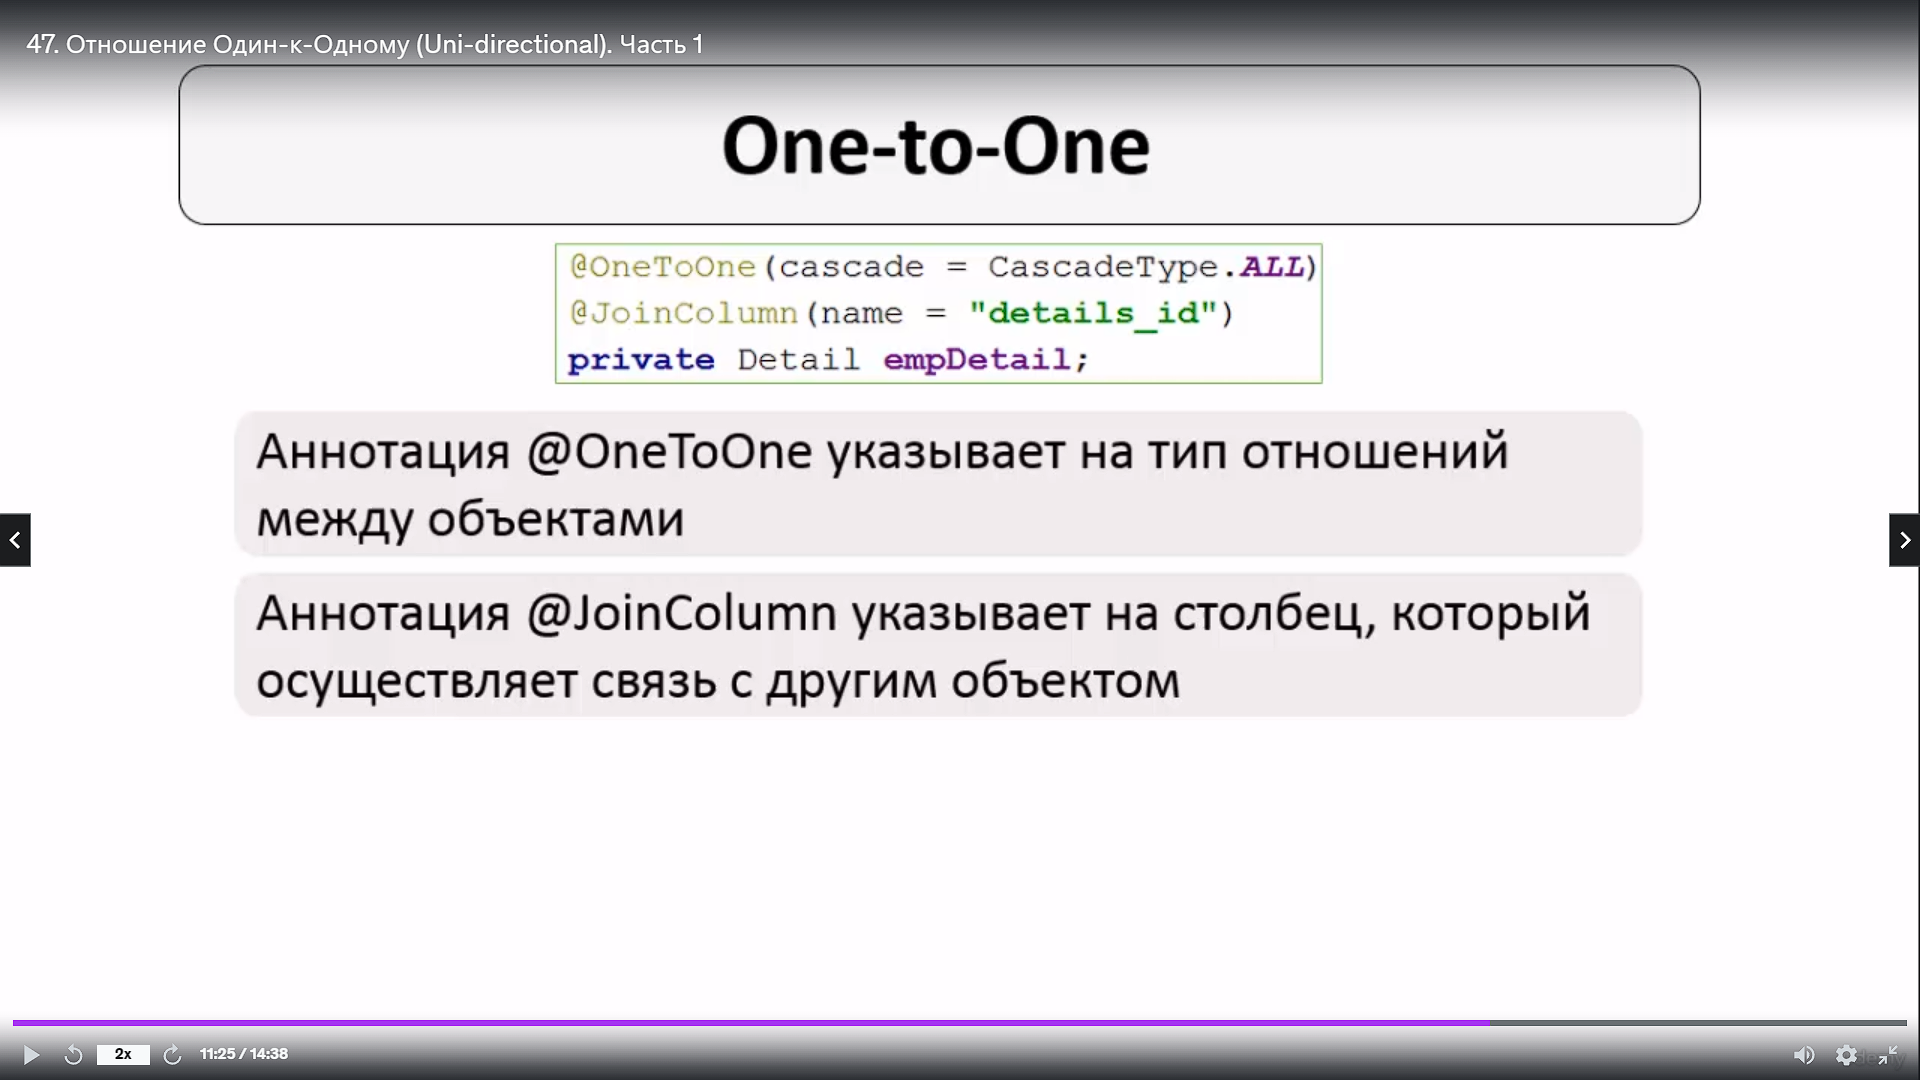 47. Отношение Один-к-Одному (Uni-directional). Часть 1
One-to-One
@OneToOne(cascade = CascadeType.ALL)
@JoinColumn(name = "details_id")
private Detail empDetail;
Аннотация @OneToOne указывает на тип отношений
между объектами
Аннотация @JoinColumn указывает на столбец, который
осуществляет связь с другим объектом
2x
11:25 / 14:38